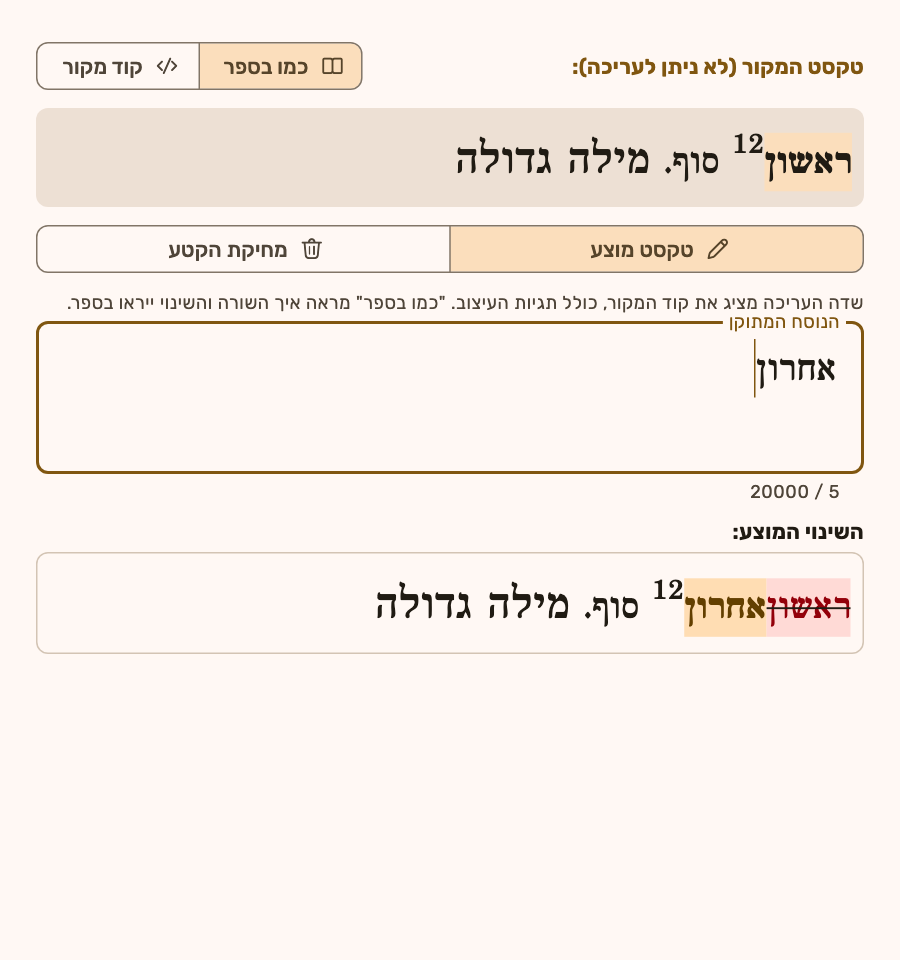 טקסט המקור (לא ניתן לעריכה): כמו בספר קוד מקור
ראשון12 סוף. מילה גדולה
טקסט מוצע מחיקת הקטע
שדה העריכה מציג את קוד המקור, כולל תגיות העיצוב. "כמו בספר" מראה איך השורה והשינוי ייראו בספר.
הנוסח המתוקן
אחרון
5 / 20000
השינוי המוצע:
ראשוןאחרון12 סוף. מילה גדולה